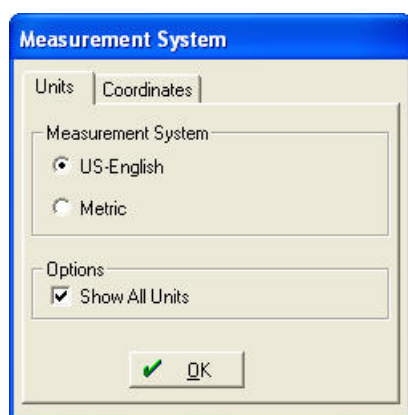 Measurement System
Units Coordinates
Measurement System
US-English
Metric
Options
Show All Units
OK